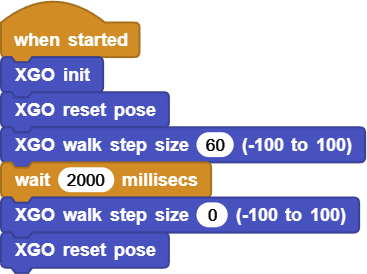 when started
XGO init
XGO reset pose
XGO walk step size 60 (-100 to 100)
wait 2000 millisecs
XGO walk step size 0 (-100 to 100)
XGO reset pose